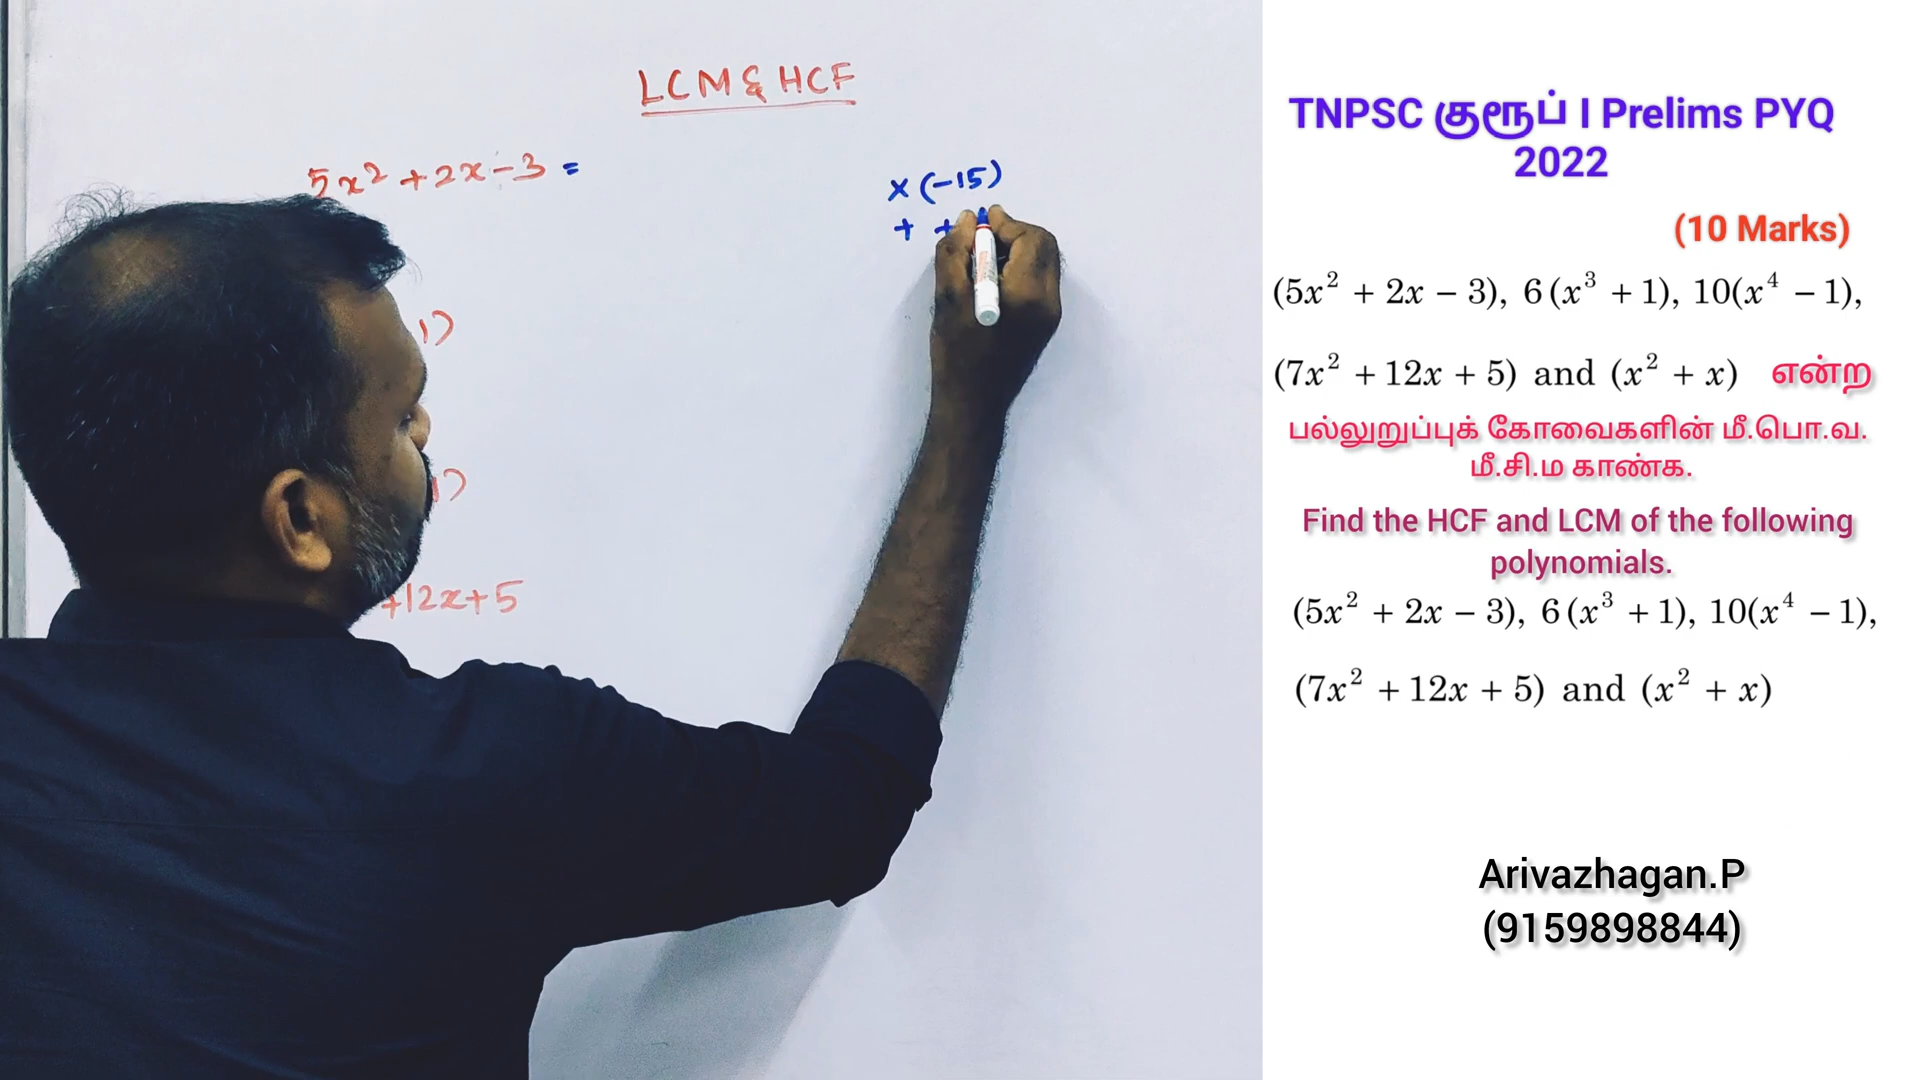 LCM & HCF
5x² + 2x - 3 =
x (-15)
+ +
1)
1)
+12x+5
TNPSC குரூப் I Prelims PYQ
2022
(10 Marks)
(5x² + 2x − 3), 6 (x³ + 1), 10(x⁴ − 1),
(7x² + 12x + 5) and (x² + x) என்ற
பல்லுறுப்புக் கோவைகளின் மீ.பொ.வ.
மீ.சி.ம காண்க.
Find the HCF and LCM of the following
polynomials.
(5x² + 2x − 3), 6 (x³ + 1), 10(x⁴ − 1),
(7x² + 12x + 5) and (x² + x)
Arivazhagan.P
(9159898844)